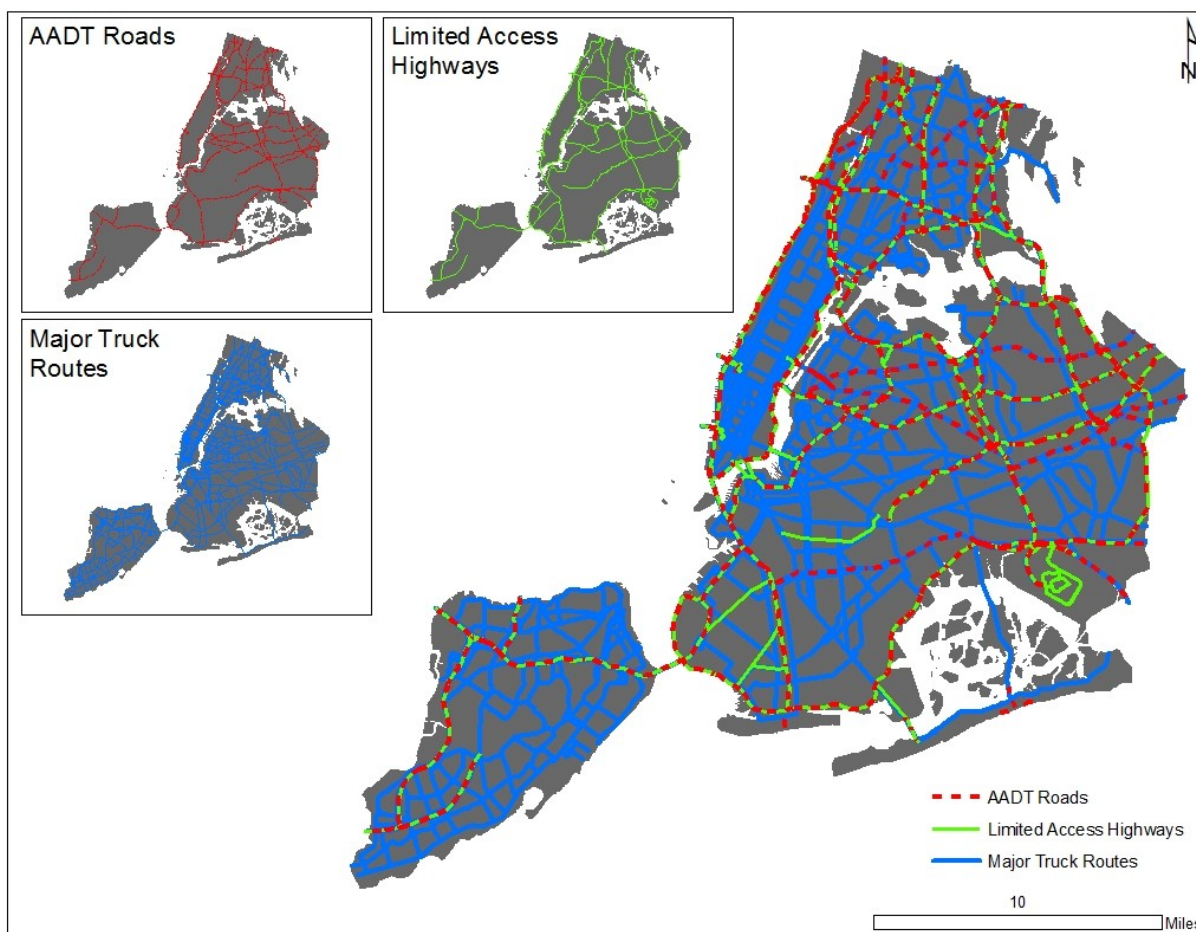 AADT Roads
Limited Access
Highways
N
Major Truck
Routes
AADT Roads
Limited Access Highways
Major Truck Routes
10
Miles